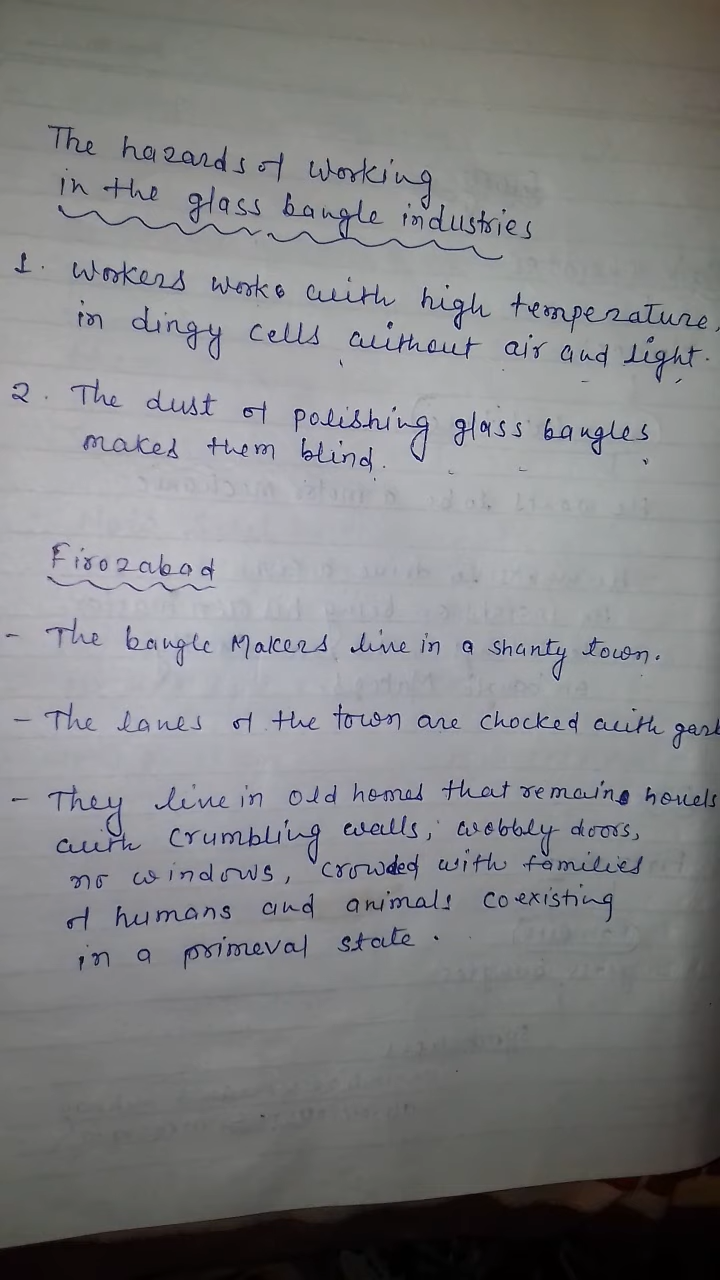 The hazards of working
in the glass bangle industries
1. Workers works with high temperature,
in dingy cells without air and light.
2. The dust of polishing glass bangles
makes them blind.
Firozabad
- The bangle Makers live in a shanty town.
- The lanes of the town are chocked with
- They live in old homes that remains hovels
with crumbling walls, wobbly doors,
no windows, crowded with families
of humans and animals coexisting
in a primeval state.